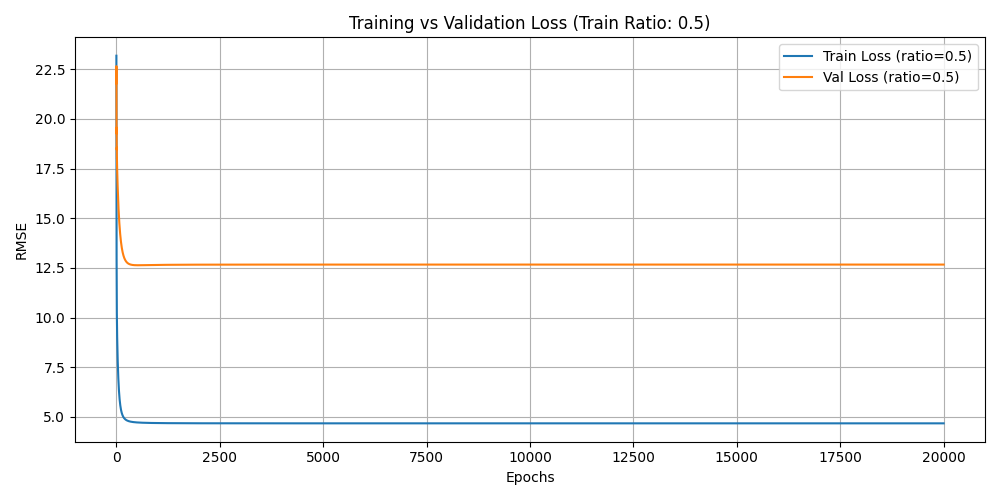 Training vs Validation Loss (Train Ratio: 0.5)
Train Loss (ratio=0.5)
Val Loss (ratio=0.5)
22.5
20.0
17.5
15.0
12.5
10.0
7.5
5.0
RMSE
0 2500 5000 7500 10000 12500 15000 17500 20000
Epochs